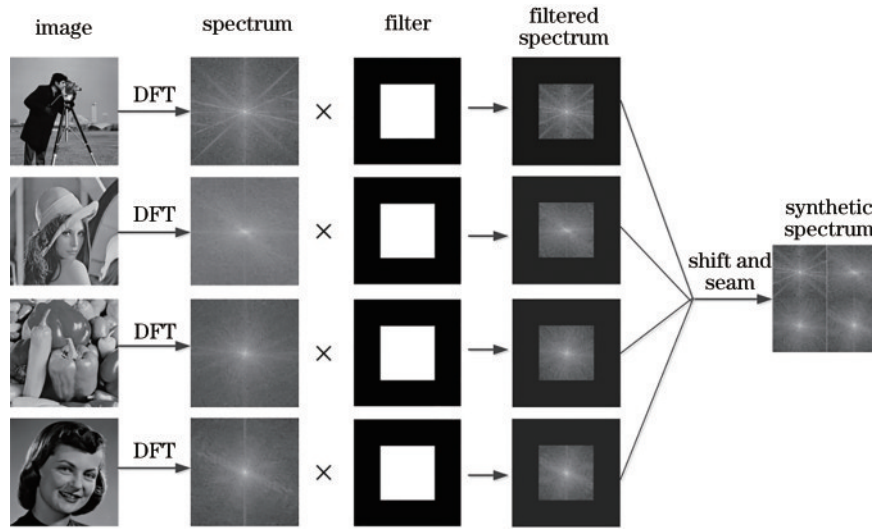 image
spectrum
filter
filtered
spectrum
DFT
×
DFT
×
DFT
×
DFT
×
synthetic
spectrum
shift and
seam